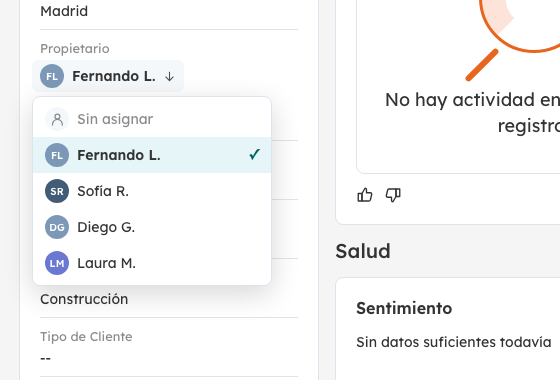 Madrid
Propietario
FL Fernando L. ↓
Sin asignar
FL Fernando L. ✓
SR Sofía R.
DG Diego G.
LM Laura M.
Construcción
Tipo de Cliente
--
No hay actividad en
registro
Salud
Sentimiento
Sin datos suficientes todavía